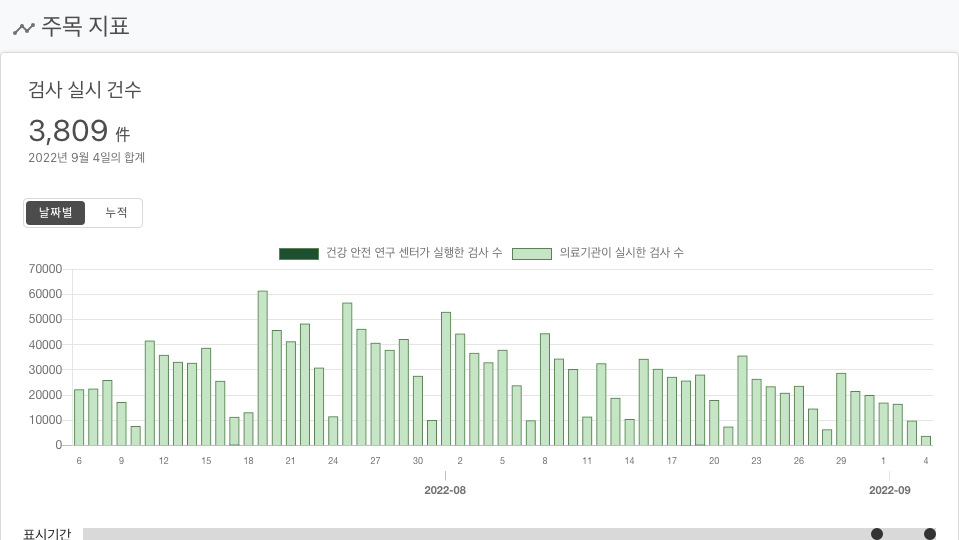 주목 지표
검사 실시 건수
3,809 件
2022년 9월 4일의 합계
날짜별 누적
건강 안전 연구 센터가 실행한 검사 수 의료기관이 실시한 검사 수
70000
60000
50000
40000
30000
20000
10000
0
6 9 12 15 18 21 24 27 30 2 5 8 11 14 17 20 23 26 29 1 4
2022-08 2022-09
표시기간